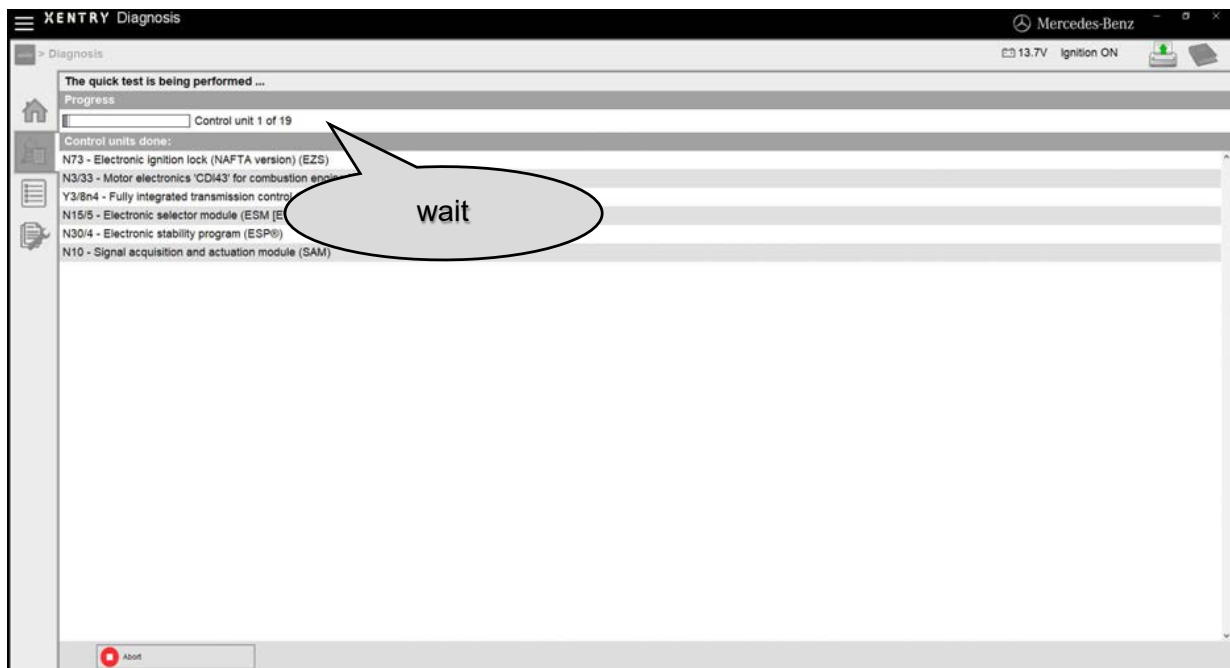 XENTRY Diagnosis
Mercedes-Benz
> Diagnosis
13.7V Ignition ON
The quick test is being performed ...
Progress
Control unit 1 of 19
Control units done:
N73 - Electronic ignition lock (NAFTA version) (EZS)
N3/33 - Motor electronics 'CDI43' for combustion
Y3/8n4 - Fully integrated transmission control
N15/5 - Electronic selector module (ESM
N30/4 - Electronic stability program (ESP®)
N10 - Signal acquisition and actuation module (SAM)
wait
Abort